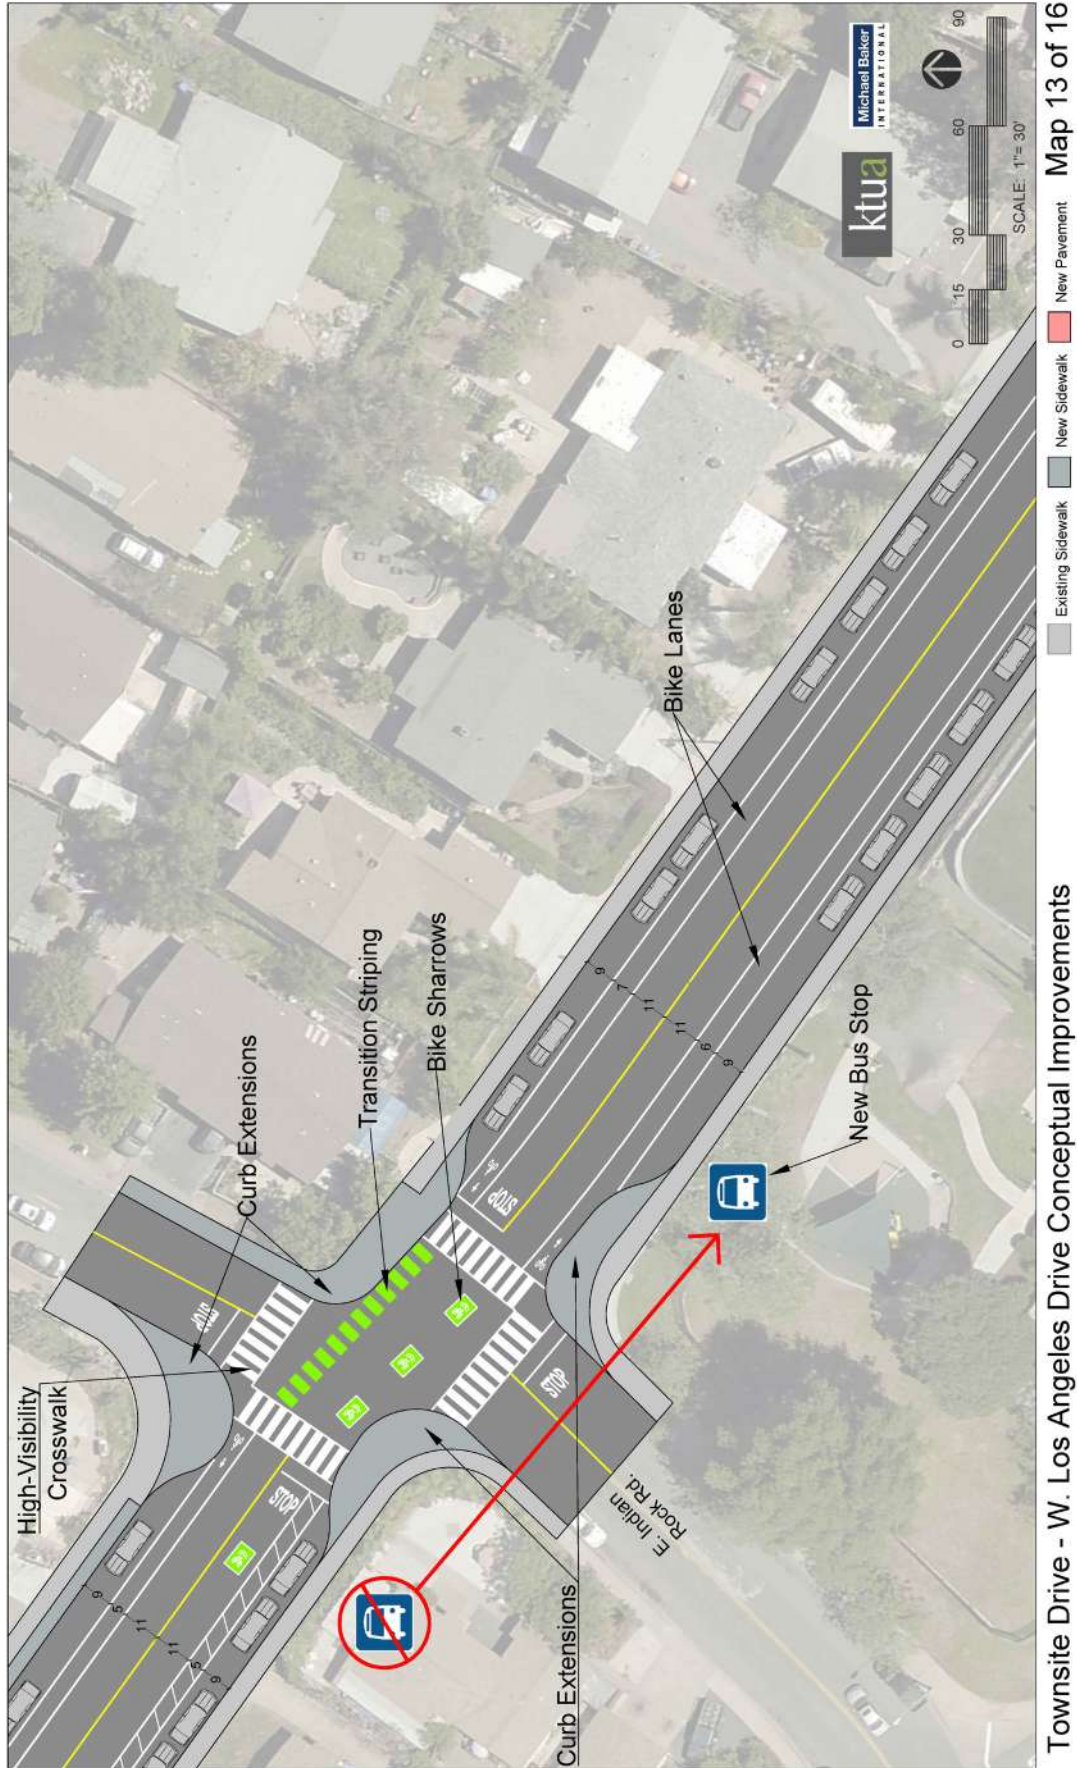 High-Visibility
Crosswalk
Curb Extensions
Transition Striping
Bike Sharrows
Bike Lanes
New Bus Stop
Curb Extensions
E. Indian
Rock Rd.
STOP
STOP
STOP
STOP
9
5
11
11
5
9
9
7
11
11
6
9
ktua
Michael Baker
INTERNATIONAL
0 15 30 60 90
SCALE: 1"= 30'
Townsite Drive - W. Los Angeles Drive Conceptual Improvements
Existing Sidewalk
New Sidewalk
New Pavement
Map 13 of 16